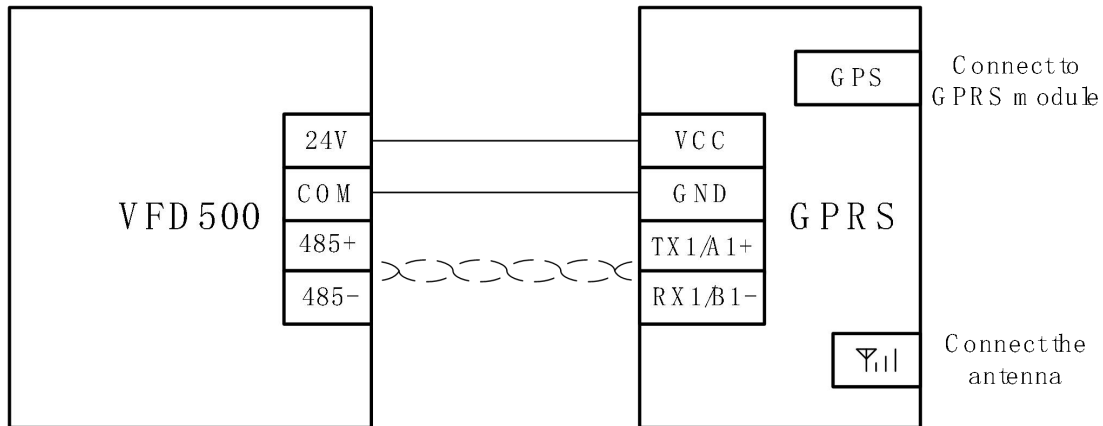 GPS
Connect to
GPRS module
24V
VCC
COM
GND
VFD500
GPRS
485+
TX1/A1+
485-
RX1/B1-
Connect the
antenna